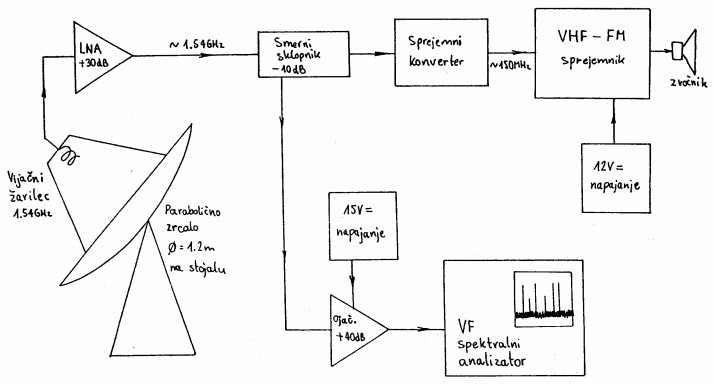 LNA
+30dB
~ 1.54GHz
Smerni
sklopnik
-10dB
Sprejemni
konverter
~150MHz
VHF - FM
sprejemnik
zvočnik
12V=
napajanje
Vijačni
žarilec
1.54GHz
Parabolično
zrcalo
Ø = 1.2m
na stojalu
15V=
napajanje
Ojač.
+40dB
VF
spektralni
analizator